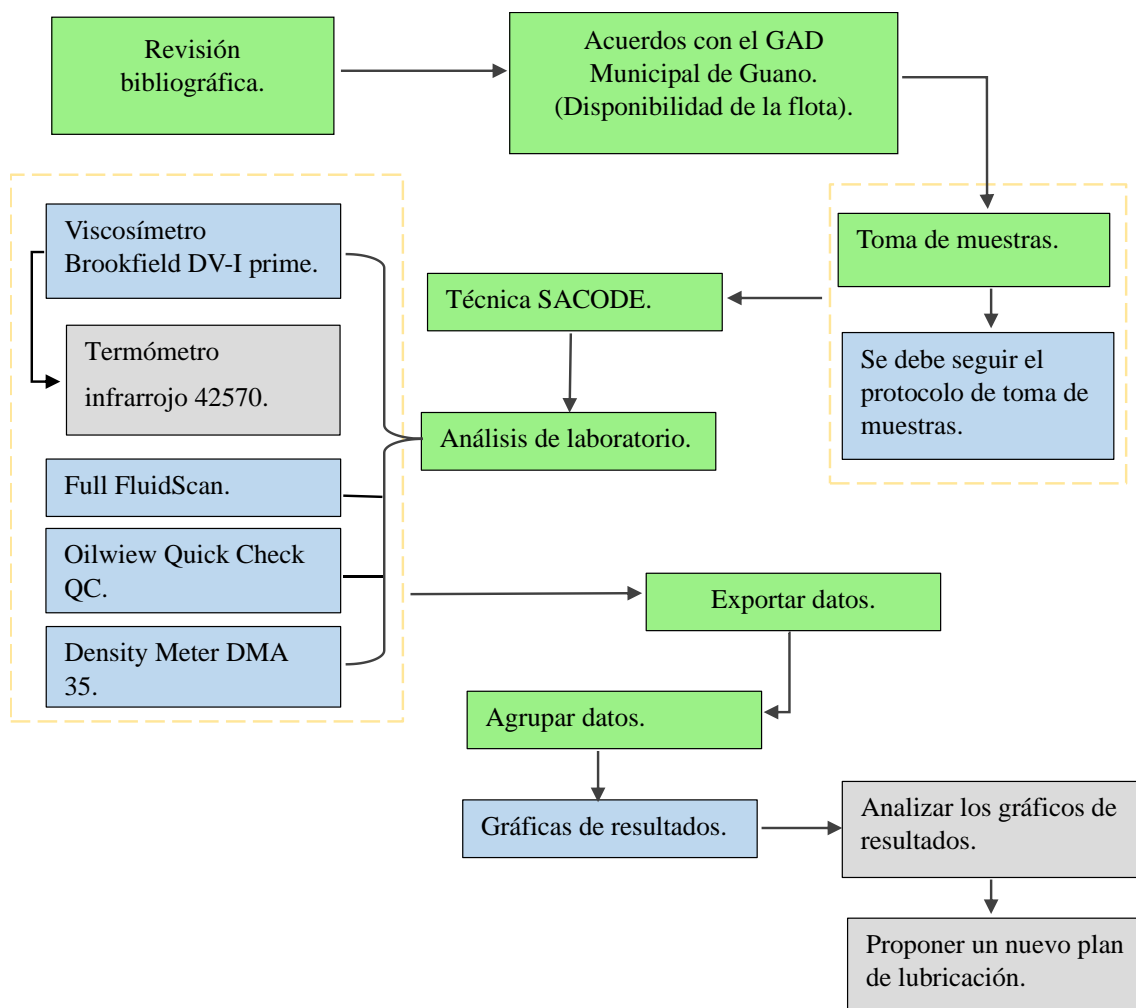 Revisión
bibliográfica.
Acuerdos con el GAD
Municipal de Guano.
(Disponibilidad de la flota).
Toma de muestras.
Se debe seguir el
protocolo de toma de
muestras.
Técnica SACODE.
Análisis de laboratorio.
Viscosímetro
Brookfield DV-I prime.
Termómetro
infrarrojo 42570.
Full FluidScan.
Oilwiew Quick Check
QC.
Density Meter DMA
35.
Exportar datos.
Agrupar datos.
Gráficas de resultados.
Analizar los gráficos de
resultados.
Proponer un nuevo plan
de lubricación.